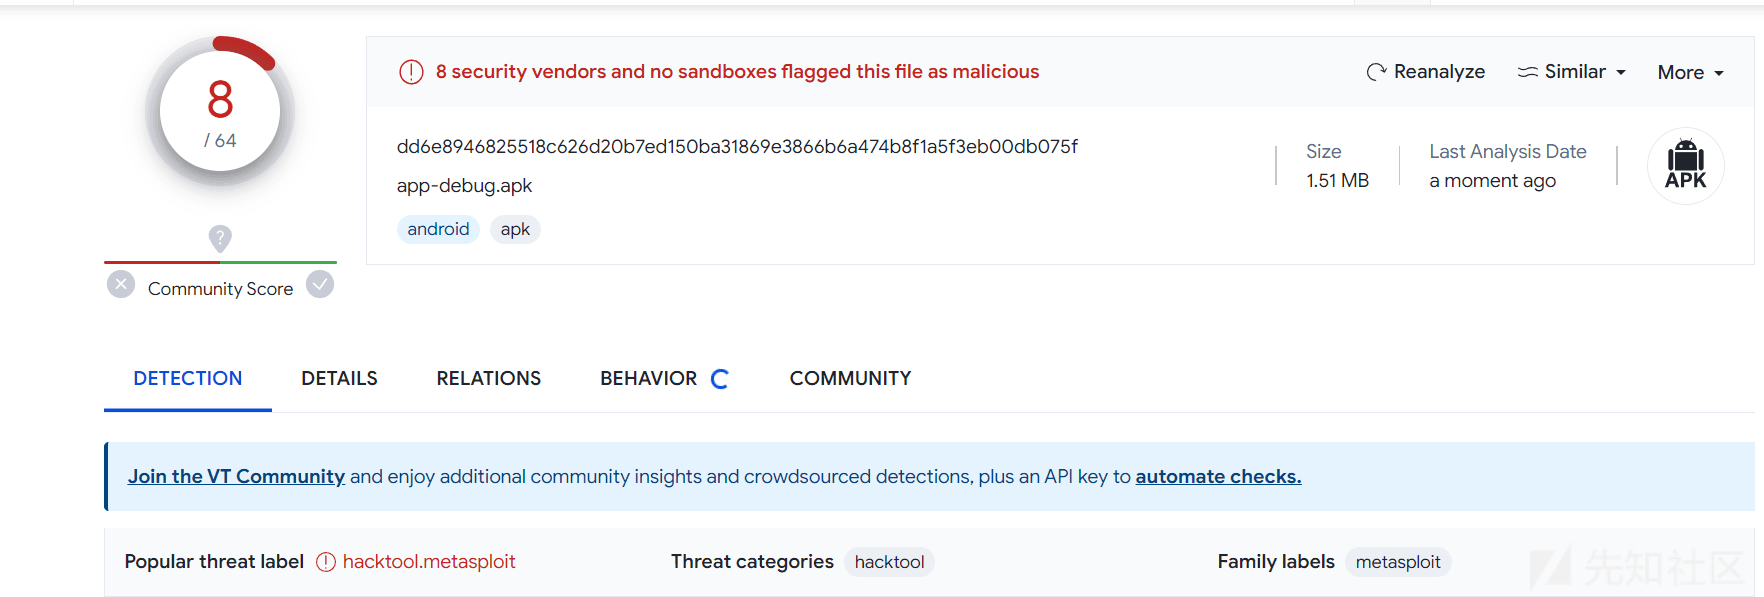 8
/ 64
Community Score
8 security vendors and no sandboxes flagged this file as malicious
Reanalyze
Similar
More
dd6e8946825518c626d20b7ed150ba31869e3866b6a474b8f1a5f3eb00db075f
app-debug.apk
android
apk
Size
1.51 MB
Last Analysis Date
a moment ago
APK
DETECTION
DETAILS
RELATIONS
BEHAVIOR
COMMUNITY
Join the VT Community and enjoy additional community insights and crowdsourced detections, plus an API key to automate checks.
Popular threat label hacktool.metasploit
Threat categories hacktool
Family labels metasploit
先知社区